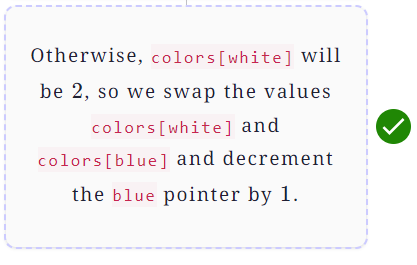 Otherwise, colors[white] will
be 2, so we swap the values
colors[white] and
colors[blue] and decrement
the blue pointer by 1.